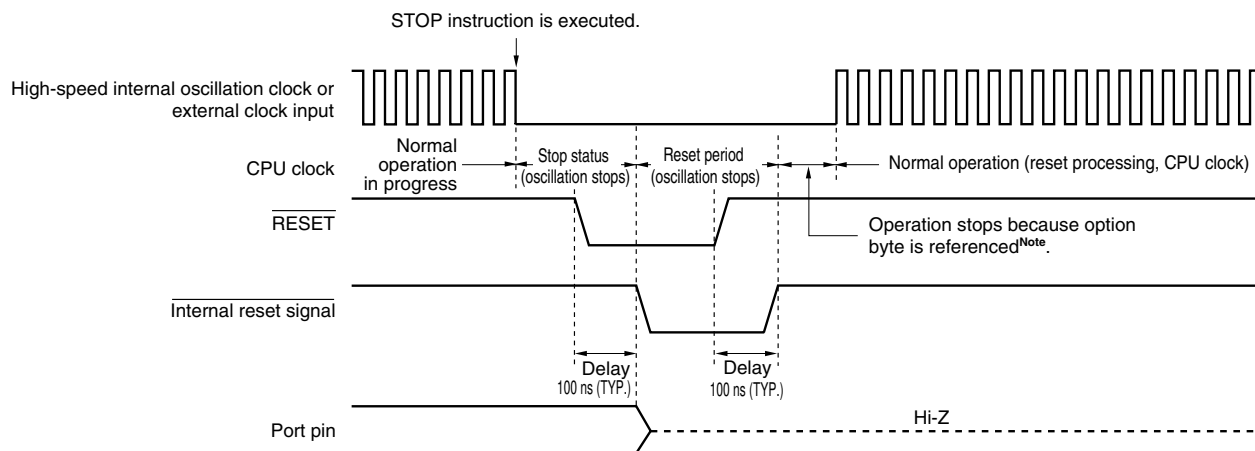 STOP instruction is executed.
High-speed internal oscillation clock or
external clock input
CPU clock
Normal
operation
in progress
Stop status
(oscillation stops)
Reset period
(oscillation stops)
Normal operation (reset processing, CPU clock)
RESET
Operation stops because option
byte is referencedNote.
Internal reset signal
Delay
100 ns (TYP.)
Delay
100 ns (TYP.)
Port pin
Hi-Z